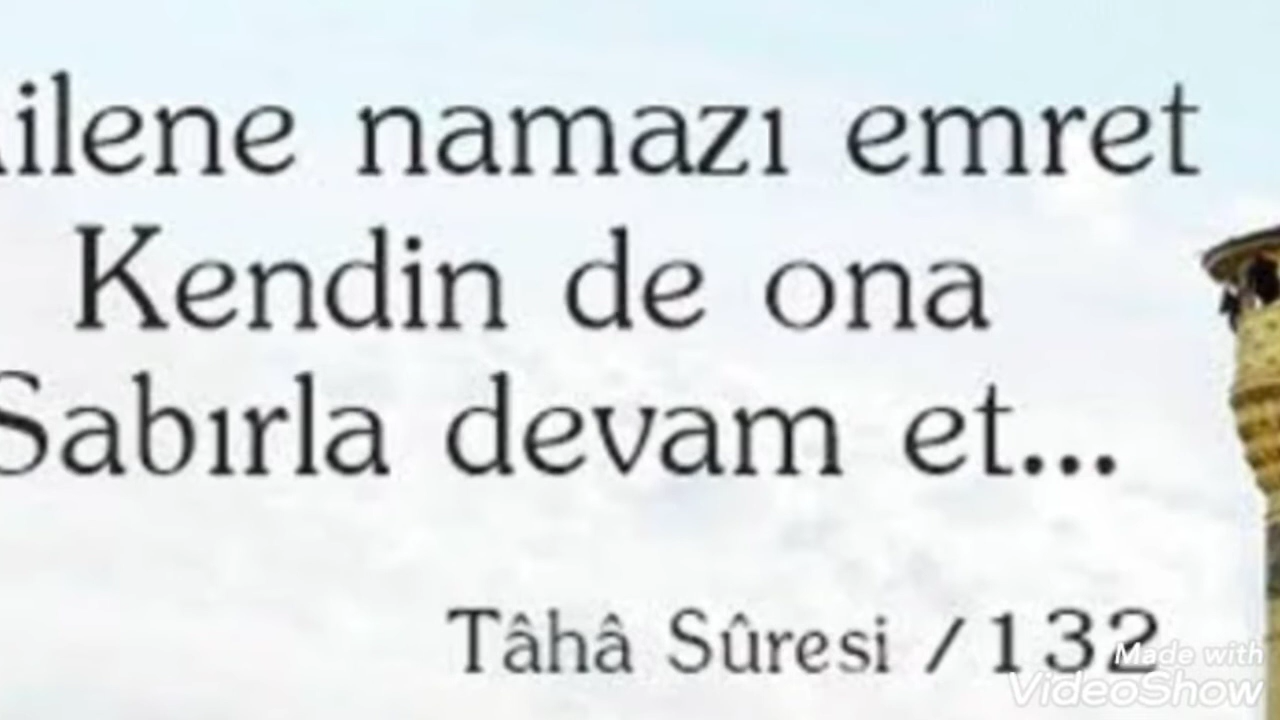 ilene namazı emret
Kendin de ona
Sabırla devam et...
Tâhâ Sûresi / 132
Made with
VideoShow